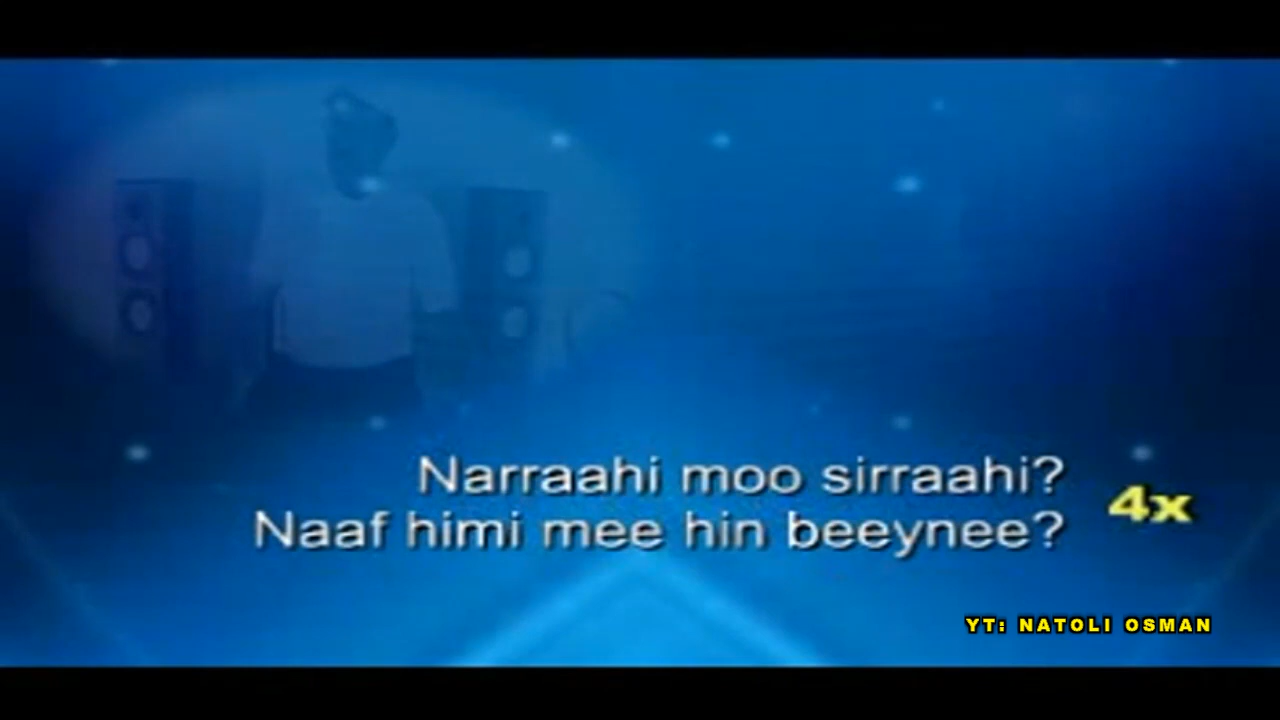 Narraahi moo sirraahi?
Naaf himi mee hin beeynee?
4x
YT: NATOLI OSMAN